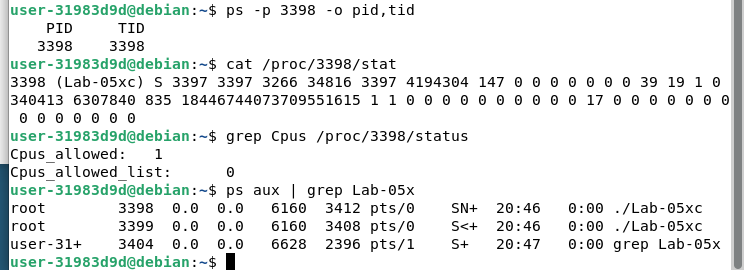 user-31983d9d@debian:~$ ps -p 3398 -o pid,tid
    PID     TID
   3398    3398
user-31983d9d@debian:~$ cat /proc/3398/stat
3398 (Lab-05xc) S 3397 3397 3266 34816 3397 4194304 147 0 0 0 0 0 0 0 39 19 1 0
340413 6307840 835 18446744073709551615 1 1 0 0 0 0 0 0 0 0 0 0 17 0 0 0 0 0 0 0
 0 0 0 0 0 0 0
user-31983d9d@debian:~$ grep Cpus /proc/3398/status
Cpus_allowed:   1
Cpus_allowed_list:      0
user-31983d9d@debian:~$ ps aux | grep Lab-05x
root        3398  0.0  0.0   6160  3412 pts/0    SN+  20:46   0:00 ./Lab-05xc
root        3399  0.0  0.0   6160  3408 pts/0    S<+  20:46   0:00 ./Lab-05xc
user-31+    3404  0.0  0.0   6628  2396 pts/1    S+   20:47   0:00 grep Lab-05x
user-31983d9d@debian:~$